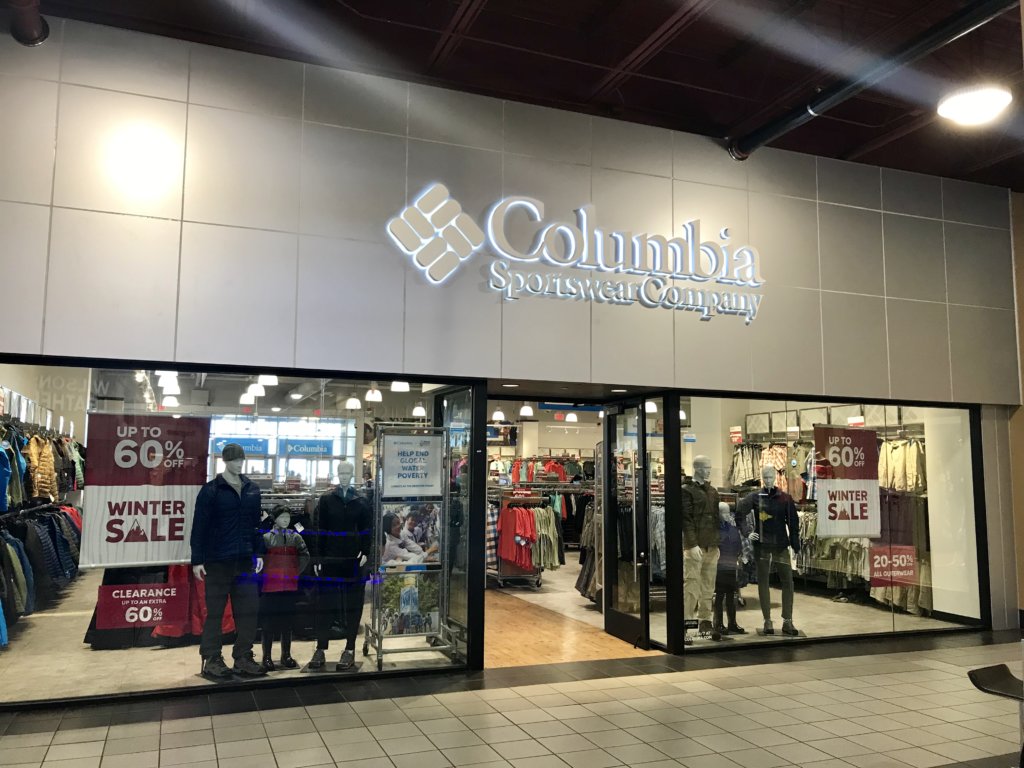 Columbia
Sportswear Company
UP TO
60% OFF
WINTER
SALE
CLEARANCE
UP TO AN EXTRA
60% OFF
Columbia
HELP END
GLOBAL
WATER
POVERTY
Columbia
UP TO
60% OFF
WINTER
SALE
20-50%
ALL OUTERWEAR